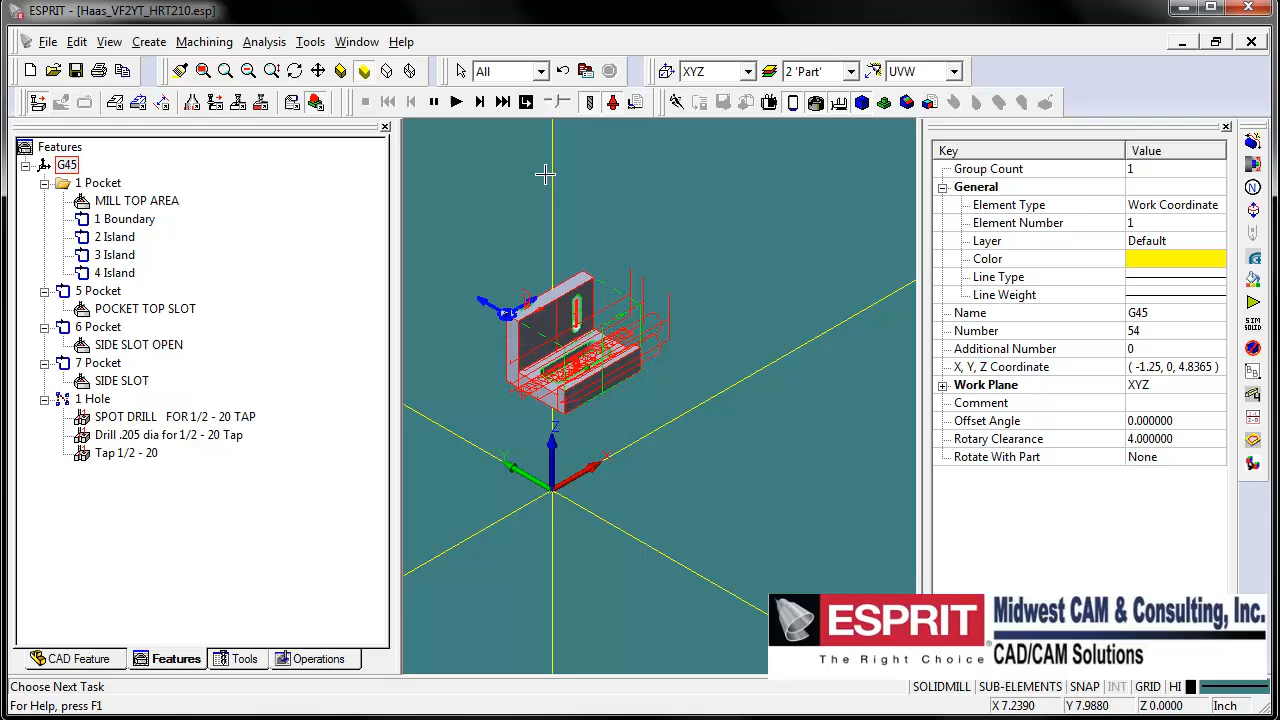 ESPRIT - [Haas_VF2YT_HRT210.esp]
File Edit View Create Machining Analysis Tools Window Help
All XYZ 2 'Part' UVW
Features
G45
1 Pocket
MILL TOP AREA
1 Boundary
2 Island
3 Island
4 Island
5 Pocket
POCKET TOP SLOT
6 Pocket
SIDE SLOT OPEN
7 Pocket
SIDE SLOT
1 Hole
SPOT DRILL FOR 1/2 - 20 TAP
Drill .205 dia for 1/2 - 20 Tap
Tap 1/2 - 20
CAD Feature Features Tools Operations
Z
Y
X
Key Value
Group Count 1
General
Element Type Work Coordinate
Element Number 1
Layer Default
Color
Line Type
Line Weight
Name G45
Number 54
Additional Number 0
X, Y, Z Coordinate ( -1.25, 0, 4.8365 )
Work Plane XYZ
Comment
Offset Angle 0.000000
Rotary Clearance 4.000000
Rotate With Part None
SIM
SOLID
ESPRIT
The Right Choice
Midwest CAM & Consulting, Inc.
CAD/CAM Solutions
Choose Next Task SOLIDMILL SUB-ELEMENTS SNAP INT GRID HI
For Help, press F1 X 7.2390 Y 7.9880 Z 0.0000 Inch